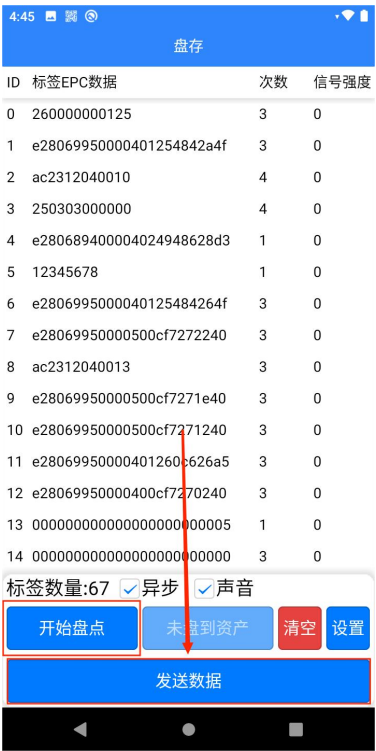 4:45
盘存
ID 标签EPC数据 次数 信号强度
0 260000000125 3 0
1 e28069950000401254842a4f 3 0
2 ac2312040010 4 0
3 250303000000 4 0
4 e280689400004024948628d3 1 0
5 12345678 1 0
6 e2806995000040125484264f 3 0
7 e28069950000500cf7272240 3 0
8 ac2312040013 3 0
9 e28069950000500cf7271e40 3 0
10 e28069950000500cf7271240 3 0
11 e28069950000401260c626a5 3 0
12 e28069950000400cf7270240 3 0
13 000000000000000000000005 1 0
14 000000000000000000000000 3 0
标签数量:67 异步 声音
开始盘点 未盘到资产 清空 设置
发送数据